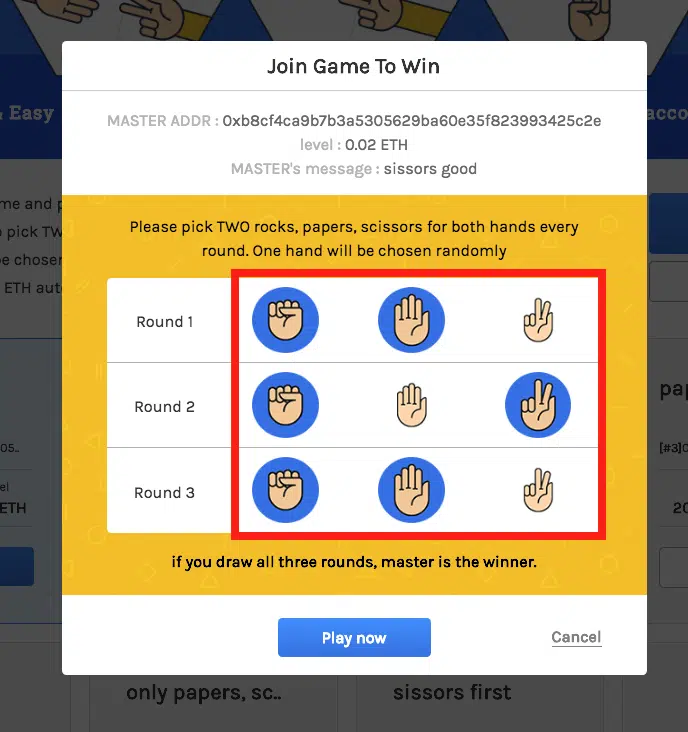 Join Game To Win
& Easy
acco
MASTER ADDR : 0xb8cf4ca9b7b3a5305629ba60e35f823993425c2e
level : 0.02 ETH
MASTER's message : sissors good
me and p
Please pick TWO rocks, papers, scissors for both hands every
o pick TW
round. One hand will be chosen randomly
be chosen
ETH aut
Round 1
Round 2
pap
05..
[#3]0
Round 3
el
ETH
20
if you draw all three rounds, master is the winner.
Play now
Cancel
only papers, sc..
sissors first